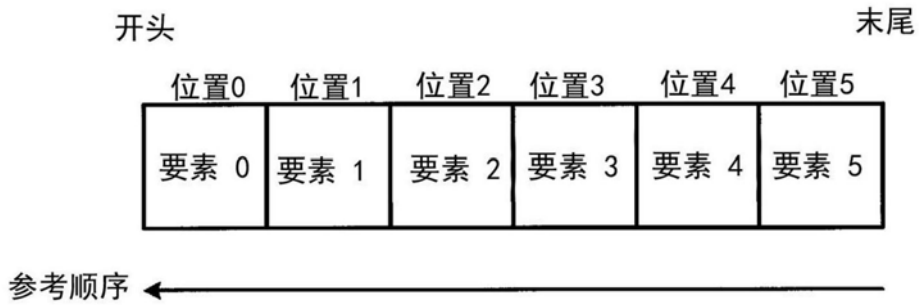 开头 末尾
位置0 位置1 位置2 位置3 位置4 位置5
要素 0 要素 1 要素 2 要素 3 要素 4 要素 5
参考顺序